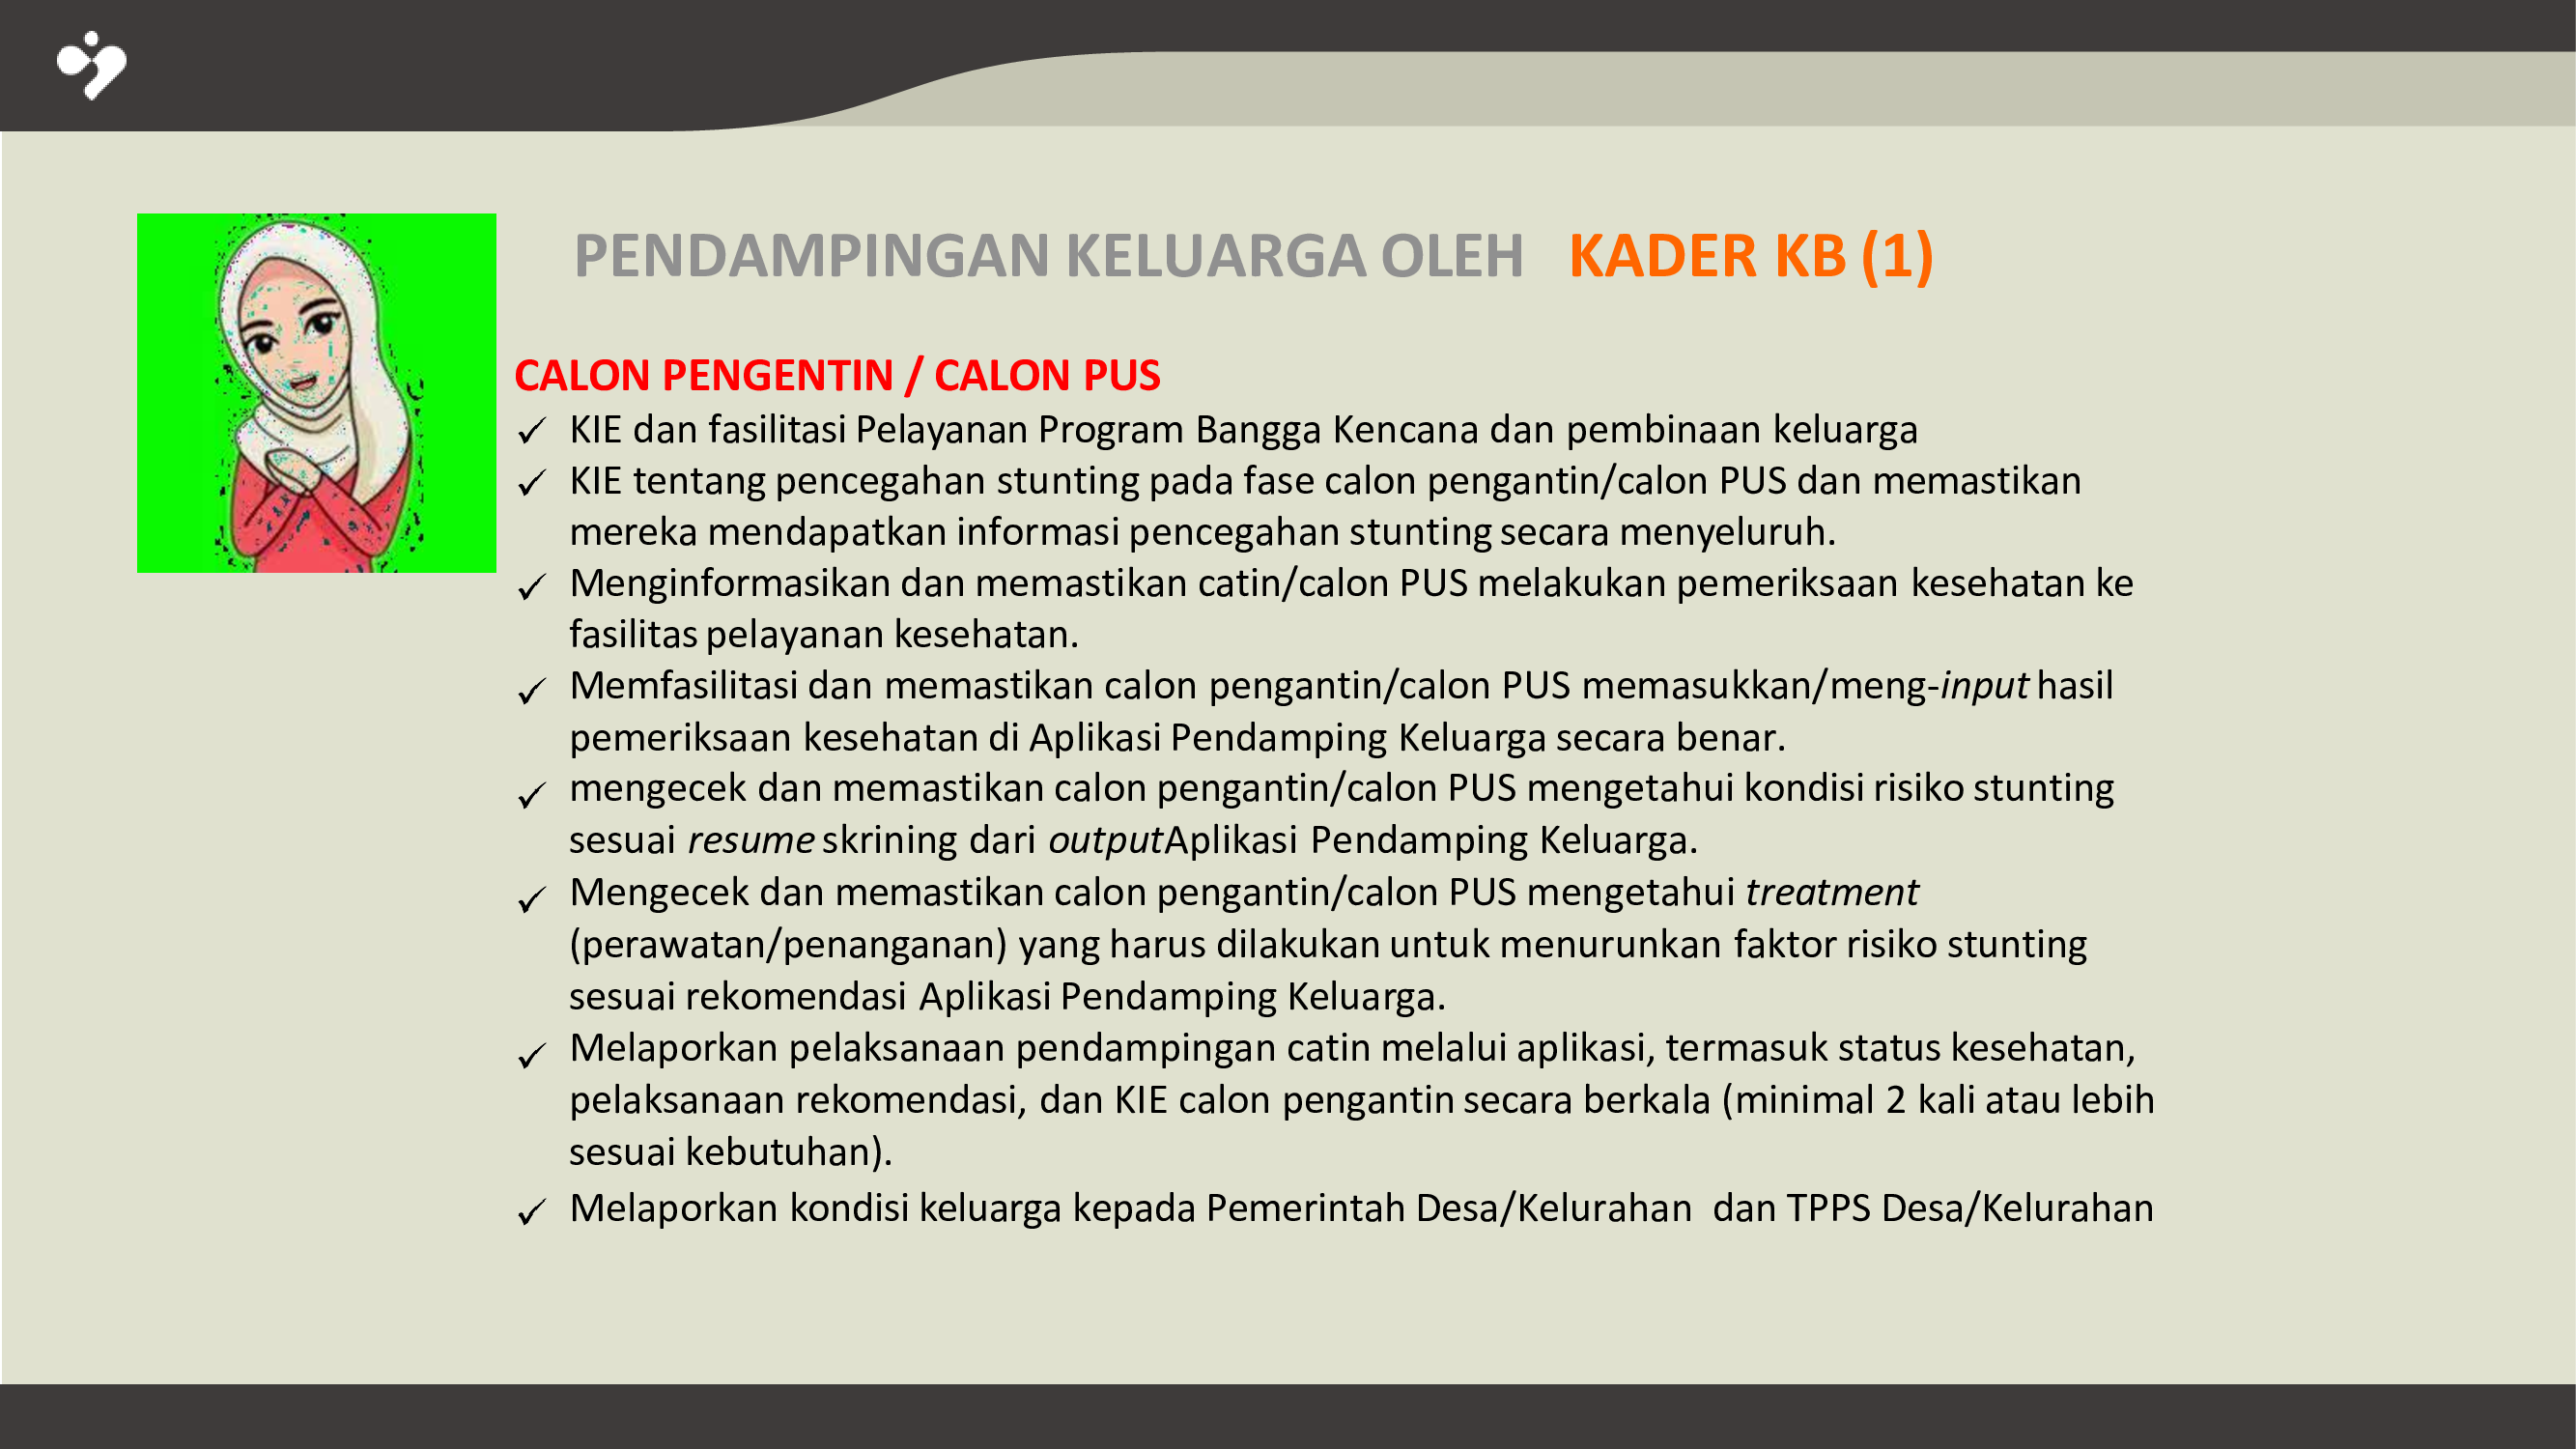 PENDAMPINGAN KELUARGA OLEH KADER KB (1)
CALON PENGENTIN / CALON PUS
✓ KIE dan fasilitasi Pelayanan Program Bangga Kencana dan pembinaan keluarga
✓ KIE tentang pencegahan stunting pada fase calon pengantin/calon PUS dan memastikan
mereka mendapatkan informasi pencegahan stunting secara menyeluruh.
✓ Menginformasikan dan memastikan catin/calon PUS melakukan pemeriksaan kesehatan ke
fasilitas pelayanan kesehatan.
✓ Memfasilitasi dan memastikan calon pengantin/calon PUS memasukkan/meng-input hasil
pemeriksaan kesehatan di Aplikasi Pendamping Keluarga secara benar.
✓ mengecek dan memastikan calon pengantin/calon PUS mengetahui kondisi risiko stunting
sesuai resume skrining dari outputAplikasi Pendamping Keluarga.
✓ Mengecek dan memastikan calon pengantin/calon PUS mengetahui treatment
(perawatan/penanganan) yang harus dilakukan untuk menurunkan faktor risiko stunting
sesuai rekomendasi Aplikasi Pendamping Keluarga.
✓ Melaporkan pelaksanaan pendampingan catin melalui aplikasi, termasuk status kesehatan,
pelaksanaan rekomendasi, dan KIE calon pengantin secara berkala (minimal 2 kali atau lebih
sesuai kebutuhan).
✓ Melaporkan kondisi keluarga kepada Pemerintah Desa/Kelurahan dan TPPS Desa/Kelurahan